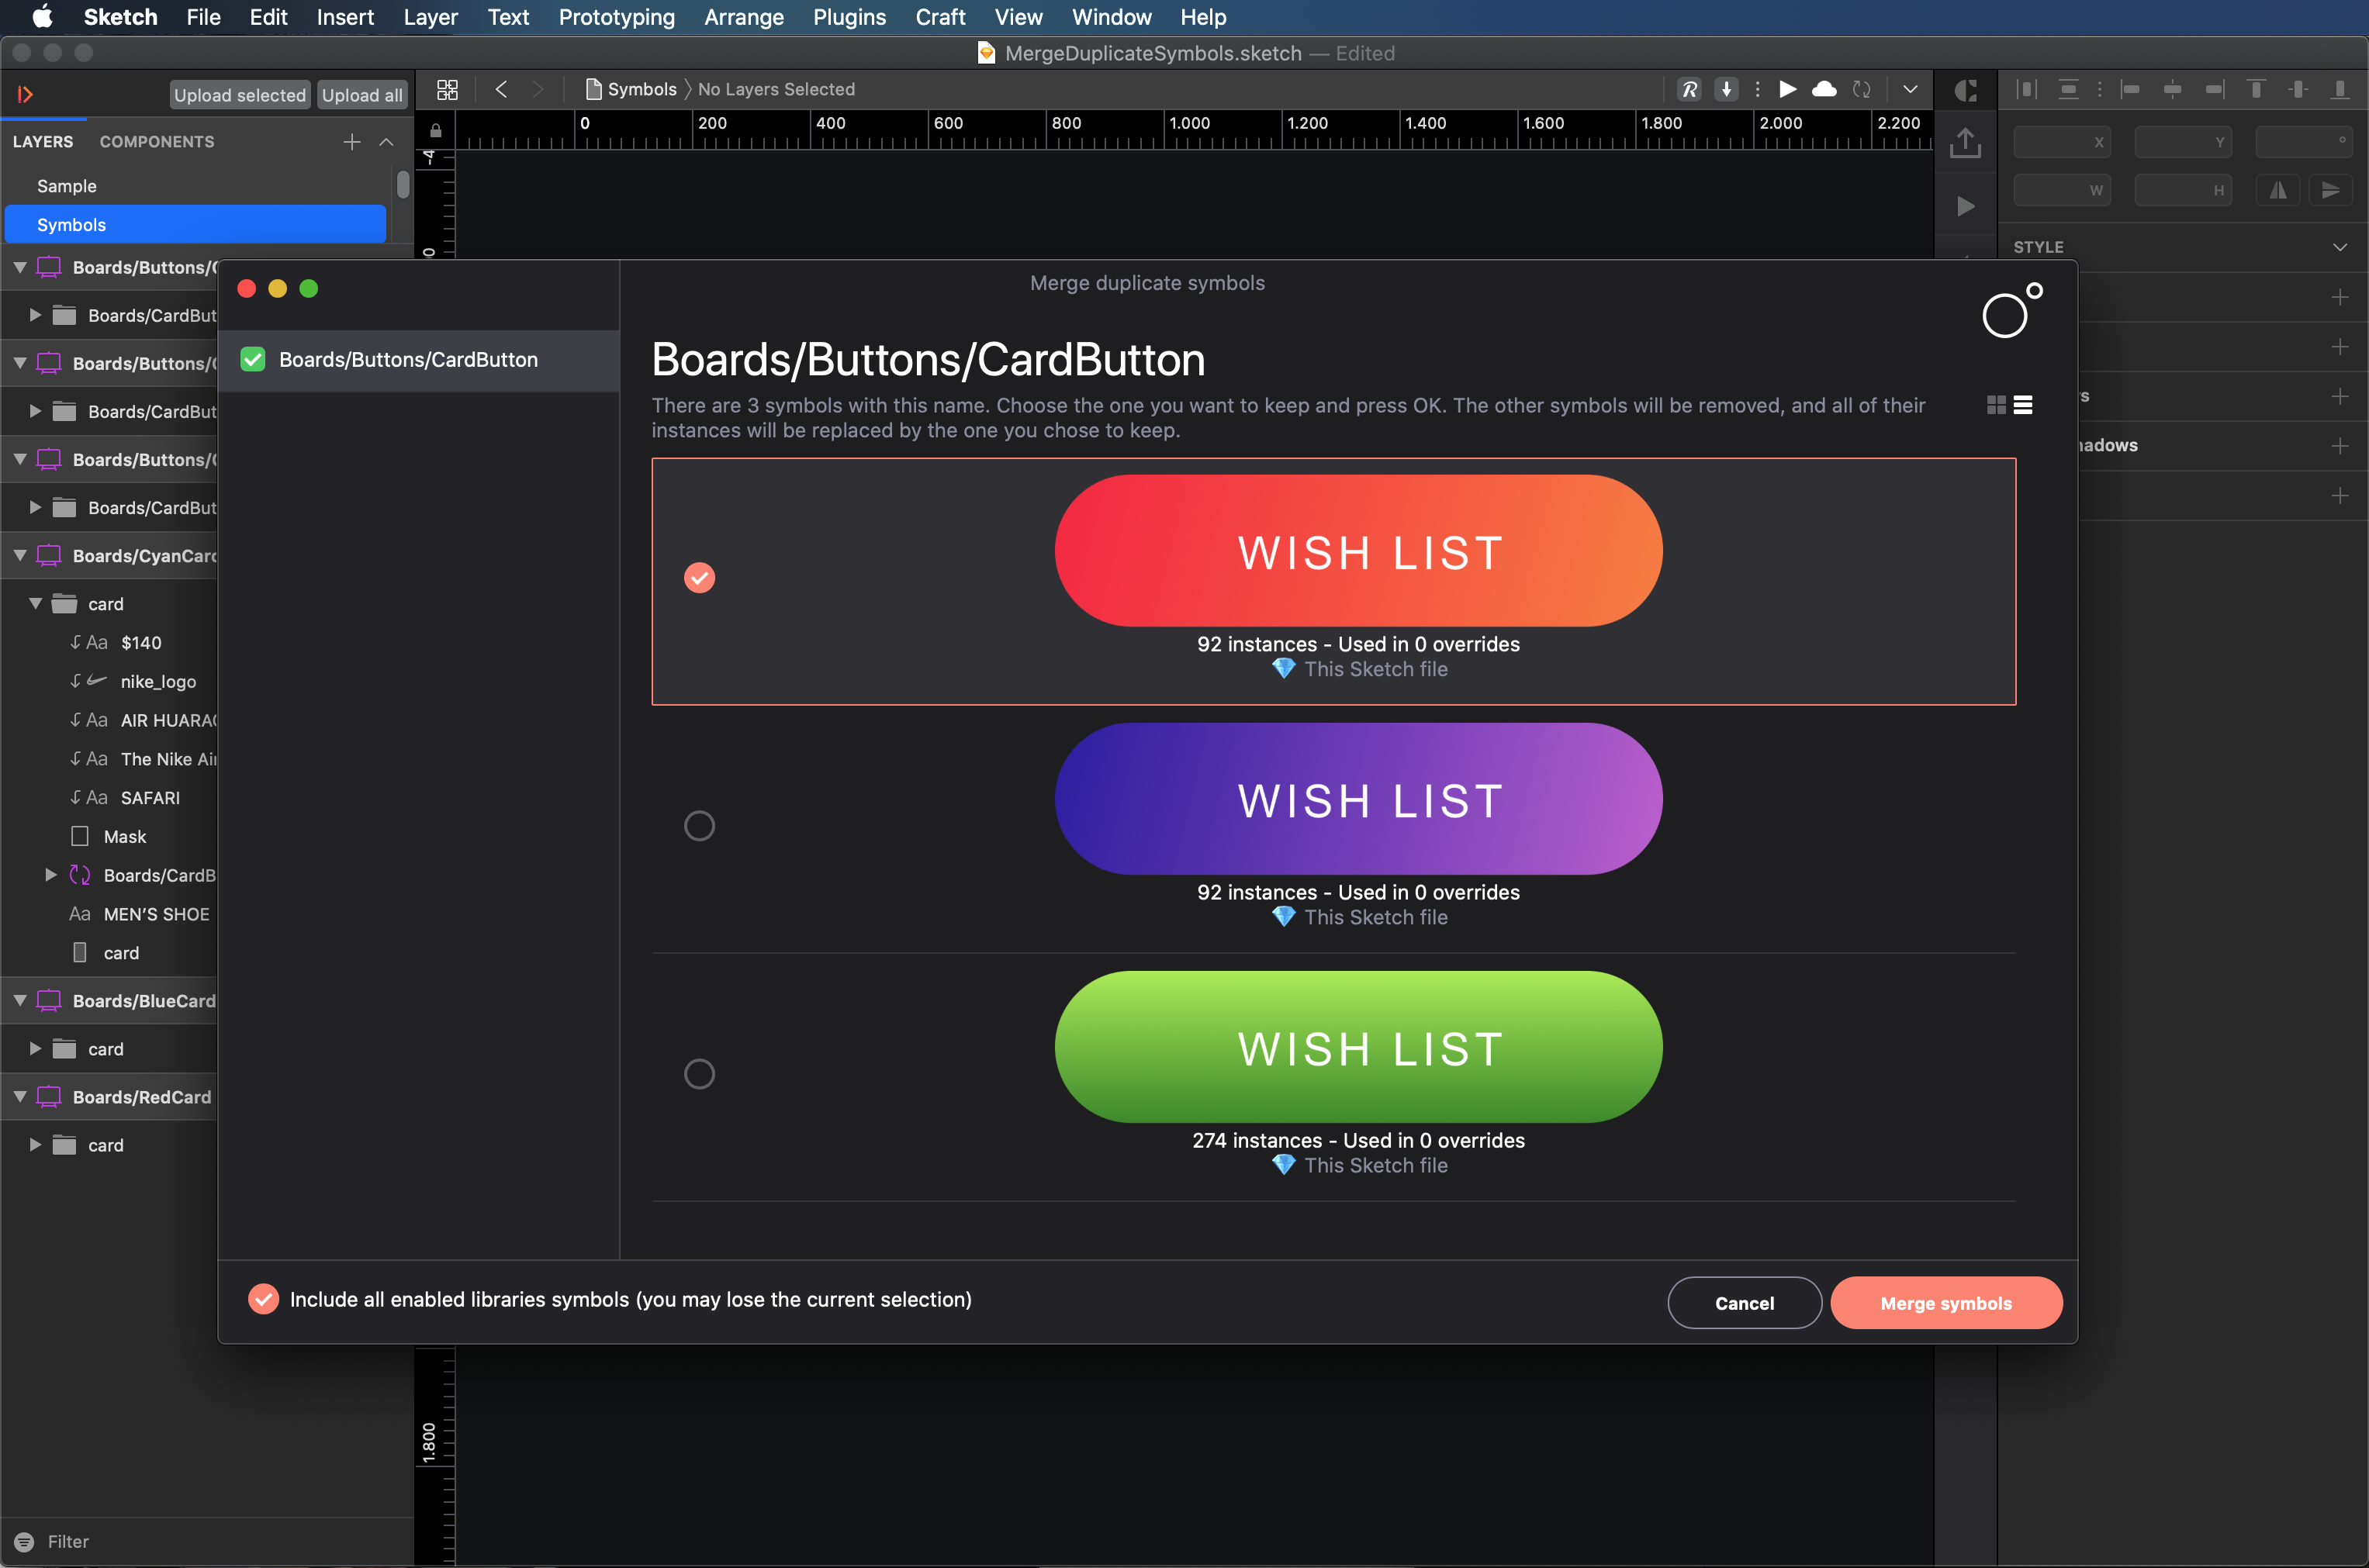 Sketch File Edit Insert Layer Text Prototyping Arrange Plugins Craft View Window Help
MergeDuplicateSymbols.sketch — Edited
Upload selected Upload all
Symbols No Layers Selected
LAYERS COMPONENTS
0 200 400 600 800 1.000 1.200 1.400 1.600 1.800 2.000 2.200
X Y °
W H
Sample
Symbols
STYLE
Boards/Buttons/
Boards/CardBut
Boards/Buttons/
Boards/CardBut
Boards/Buttons/
Boards/CardBut
Boards/CyanCard
card
Aa $140
nike_logo
Aa AIR HUARAC
Aa The Nike Air
Aa SAFARI
Mask
Boards/CardB
Aa MEN'S SHOE
card
Boards/BlueCard
card
Boards/RedCard
card
Filter
-4
0
1.800
Merge duplicate symbols
Boards/Buttons/CardButton
Boards/Buttons/CardButton
There are 3 symbols with this name. Choose the one you want to keep and press OK. The other symbols will be removed, and all of their
instances will be replaced by the one you chose to keep.
WISH LIST
92 instances - Used in 0 overrides
This Sketch file
WISH LIST
92 instances - Used in 0 overrides
This Sketch file
WISH LIST
274 instances - Used in 0 overrides
This Sketch file
Include all enabled libraries symbols (you may lose the current selection)
Cancel Merge symbols
s
hadows